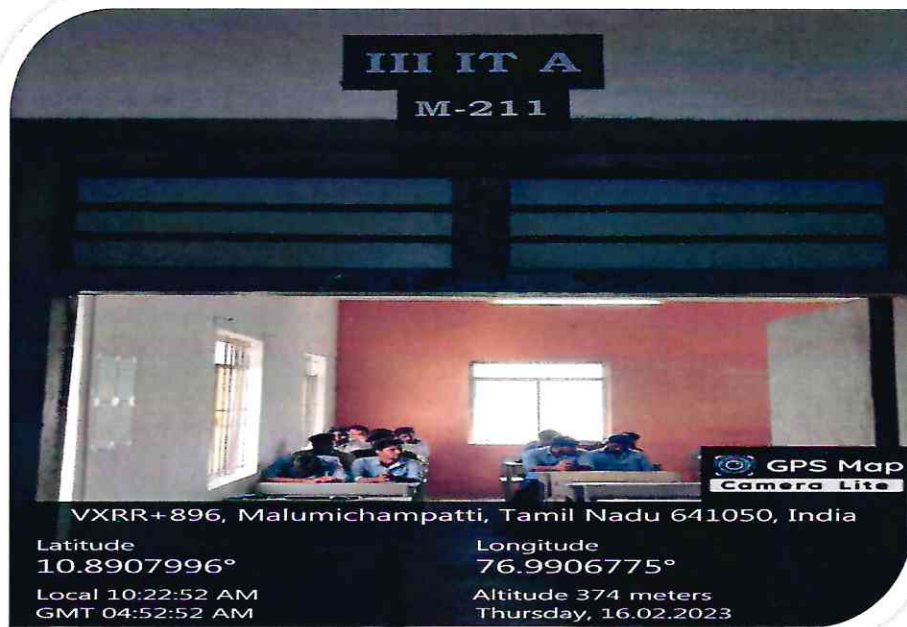 III IT A
M-211
GPS Map
Camera Lite
VXRR+896, Malumichampatti, Tamil Nadu 641050, India
Latitude
10.8907996°
Longitude
76.9906775°
Local 10:22:52 AM
GMT 04:52:52 AM
Altitude 374 meters
Thursday, 16.02.2023